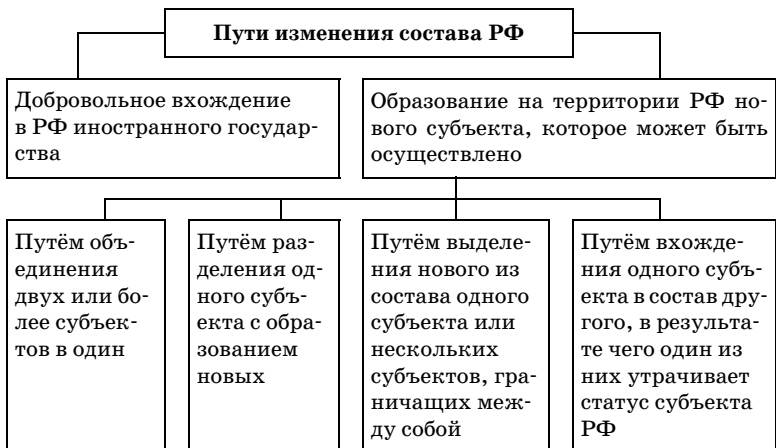 Пути изменения состава РФ
Добровольное вхождение
в РФ иностранного государ-
ства
Образование на территории РФ но-
вого субъекта, которое может быть
осуществлено
Путём объ-
единения
двух или бо-
лее субъек-
тов в один
Путём раз-
деления од-
ного субъ-
екта с обра-
зованием
новых
Путём выделе-
ния нового из
состава одного
субъекта или
нескольких
субъектов, гра-
ничащих меж-
ду собой
Путём вхожде-
ния одного субъ-
екта в состав дру-
гого, в результа-
те чего один из
них утрачивает
статус субъекта
РФ